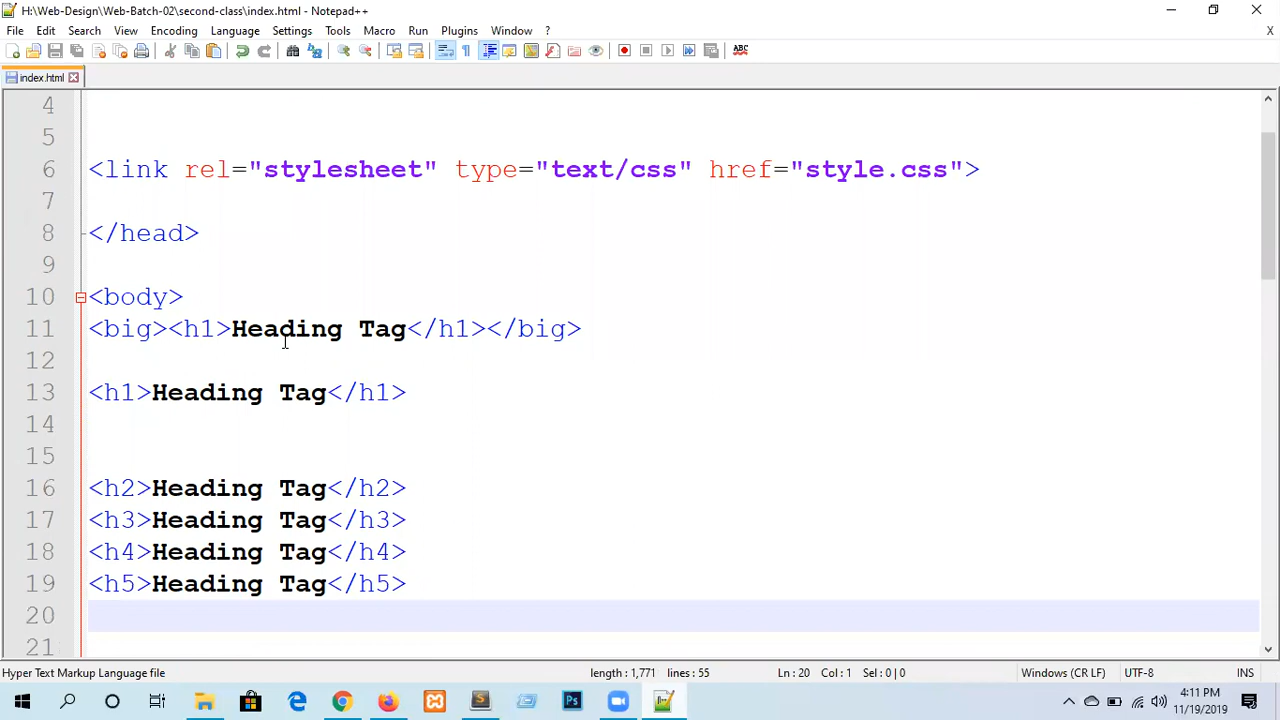 H:\Web-Design\Web-Batch-02\second-class\index.html - Notepad++
File Edit Search View Encoding Language Settings Tools Macro Run Plugins Window ? X
index.html
4
5
6 <link rel="stylesheet" type="text/css" href="style.css">
7
8 </head>
9
10 <body>
11 <big><h1>Heading Tag</h1></big>
12
13 <h1>Heading Tag</h1>
14
15
16 <h2>Heading Tag</h2>
17 <h3>Heading Tag</h3>
18 <h4>Heading Tag</h4>
19 <h5>Heading Tag</h5>
20
21
Hyper Text Markup Language file length : 1,771 lines : 55 Ln : 20 Col : 1 Sel : 0 | 0 Windows (CR LF) UTF-8 INS
4:11 PM
11/19/2019